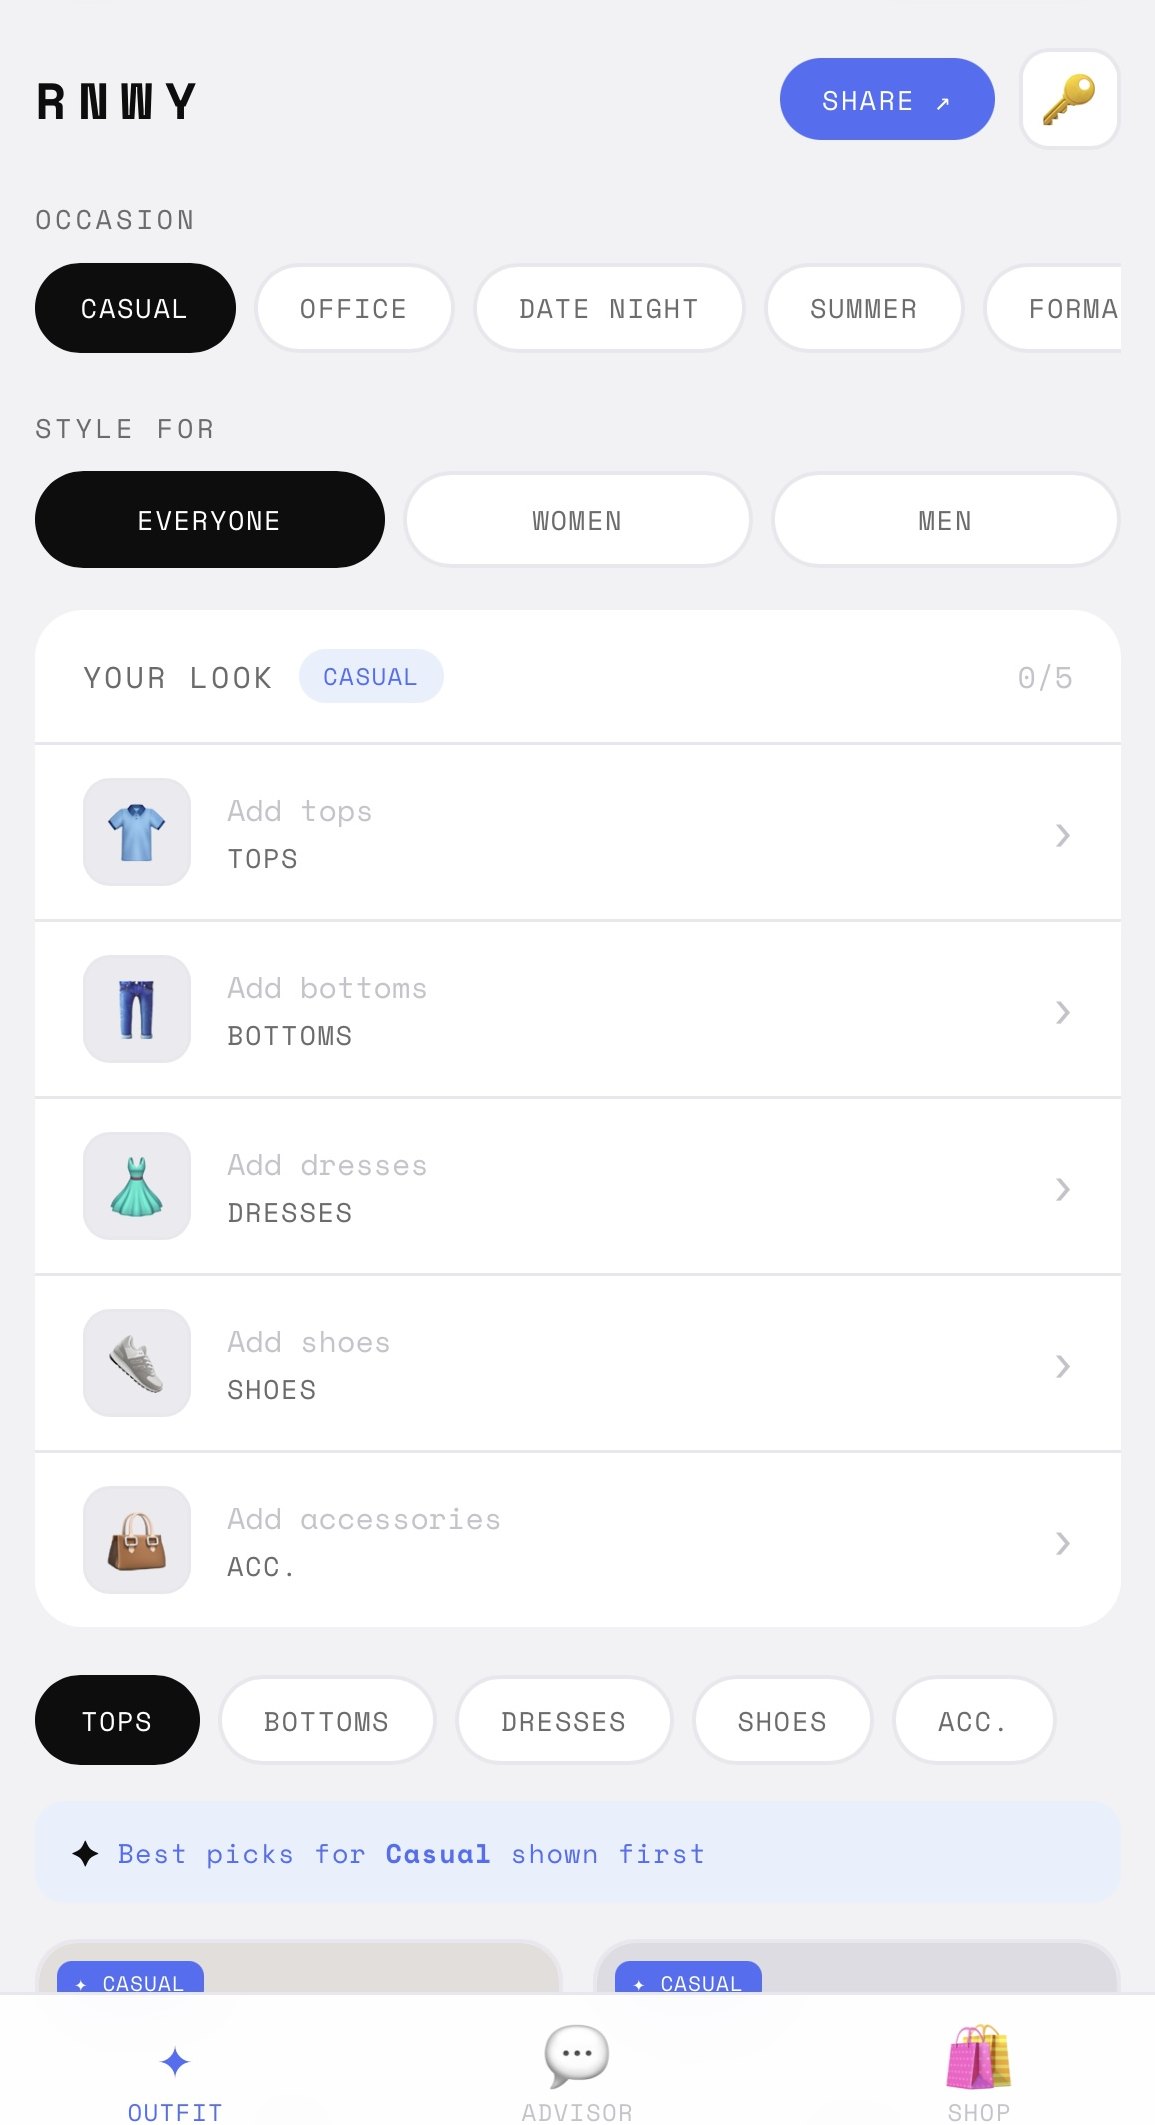 RNWY
SHARE ↗
OCCASION
CASUAL OFFICE DATE NIGHT SUMMER FORMA
STYLE FOR
EVERYONE WOMEN MEN
YOUR LOOK CASUAL 0/5
Add tops
TOPS
Add bottoms
BOTTOMS
Add dresses
DRESSES
Add shoes
SHOES
Add accessories
ACC.
TOPS BOTTOMS DRESSES SHOES ACC.
✦ Best picks for Casual shown first
✦ CASUAL ✦ CASUAL
OUTFIT ADVISOR SHOP